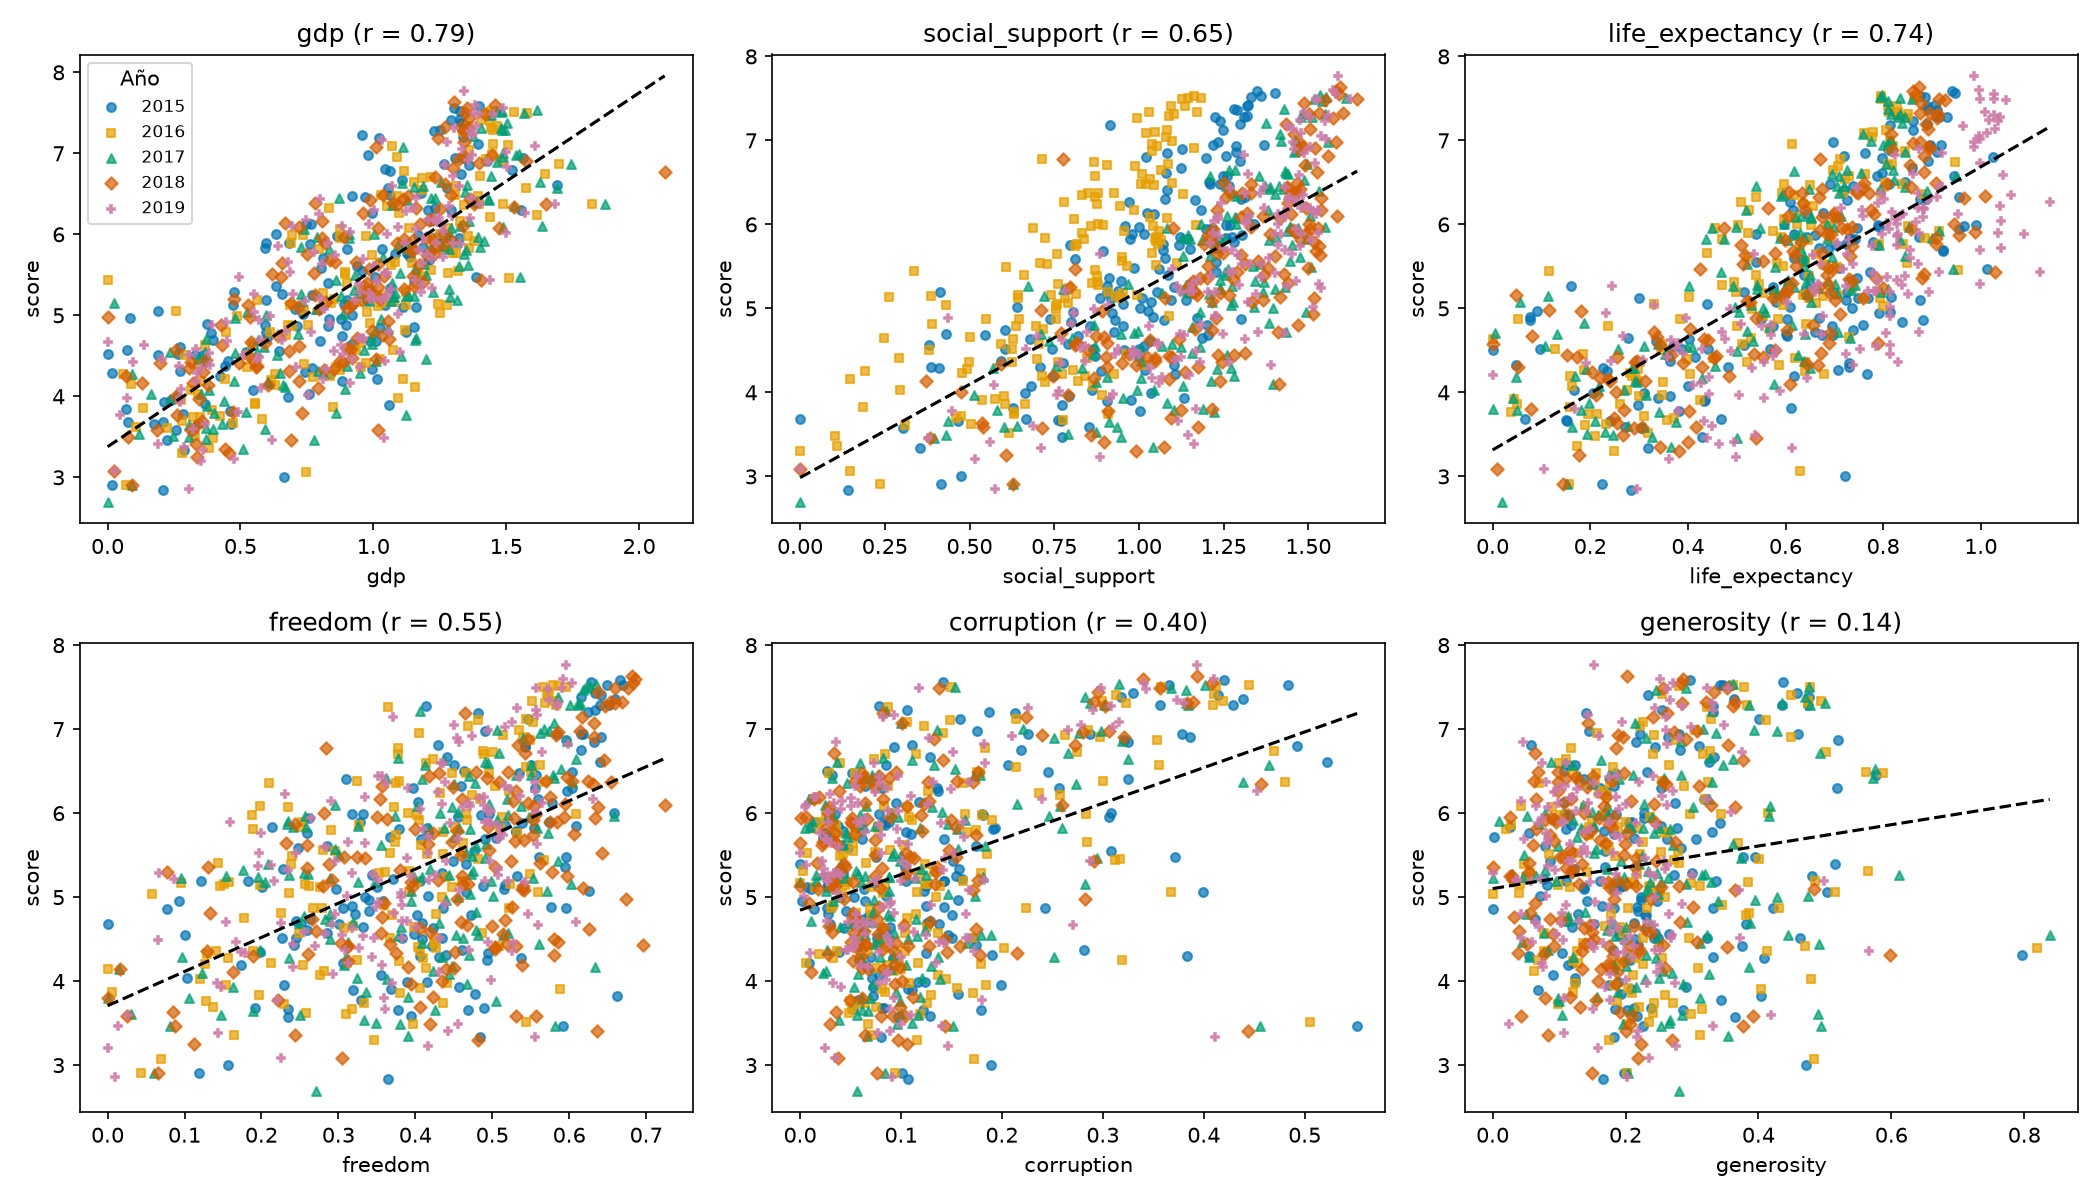 gdp (r = 0.79)
score
8
7
6
5
4
3
Año
2015
2016
2017
2018
2019
0.0 0.5 1.0 1.5 2.0
gdp
social_support (r = 0.65)
score
8
7
6
5
4
3
0.00 0.25 0.50 0.75 1.00 1.25 1.50
social_support
life_expectancy (r = 0.74)
score
8
7
6
5
4
3
0.0 0.2 0.4 0.6 0.8 1.0
life_expectancy
freedom (r = 0.55)
score
8
7
6
5
4
3
0.0 0.1 0.2 0.3 0.4 0.5 0.6 0.7
freedom
corruption (r = 0.40)
score
8
7
6
5
4
3
0.0 0.1 0.2 0.3 0.4 0.5
corruption
generosity (r = 0.14)
score
8
7
6
5
4
3
0.0 0.2 0.4 0.6 0.8
generosity